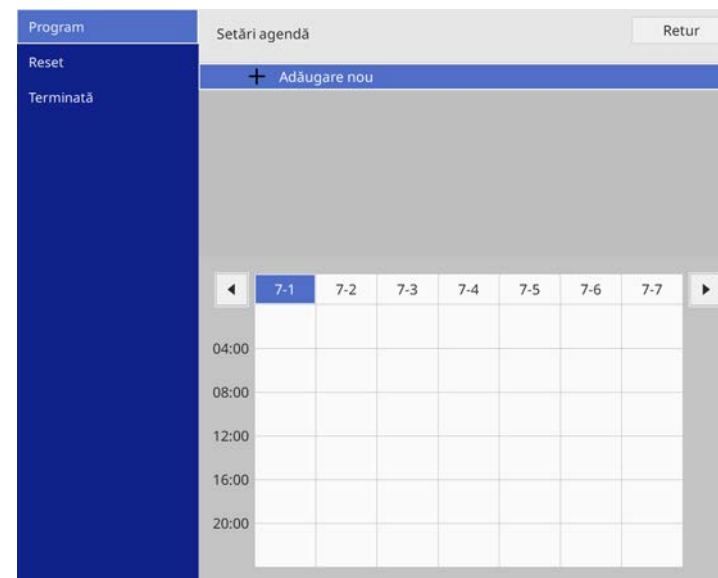 Program
Reset
Terminată
Setări agendă
Retur
Adăugare nou
7-1 7-2 7-3 7-4 7-5 7-6 7-7
04:00
08:00
12:00
16:00
20:00